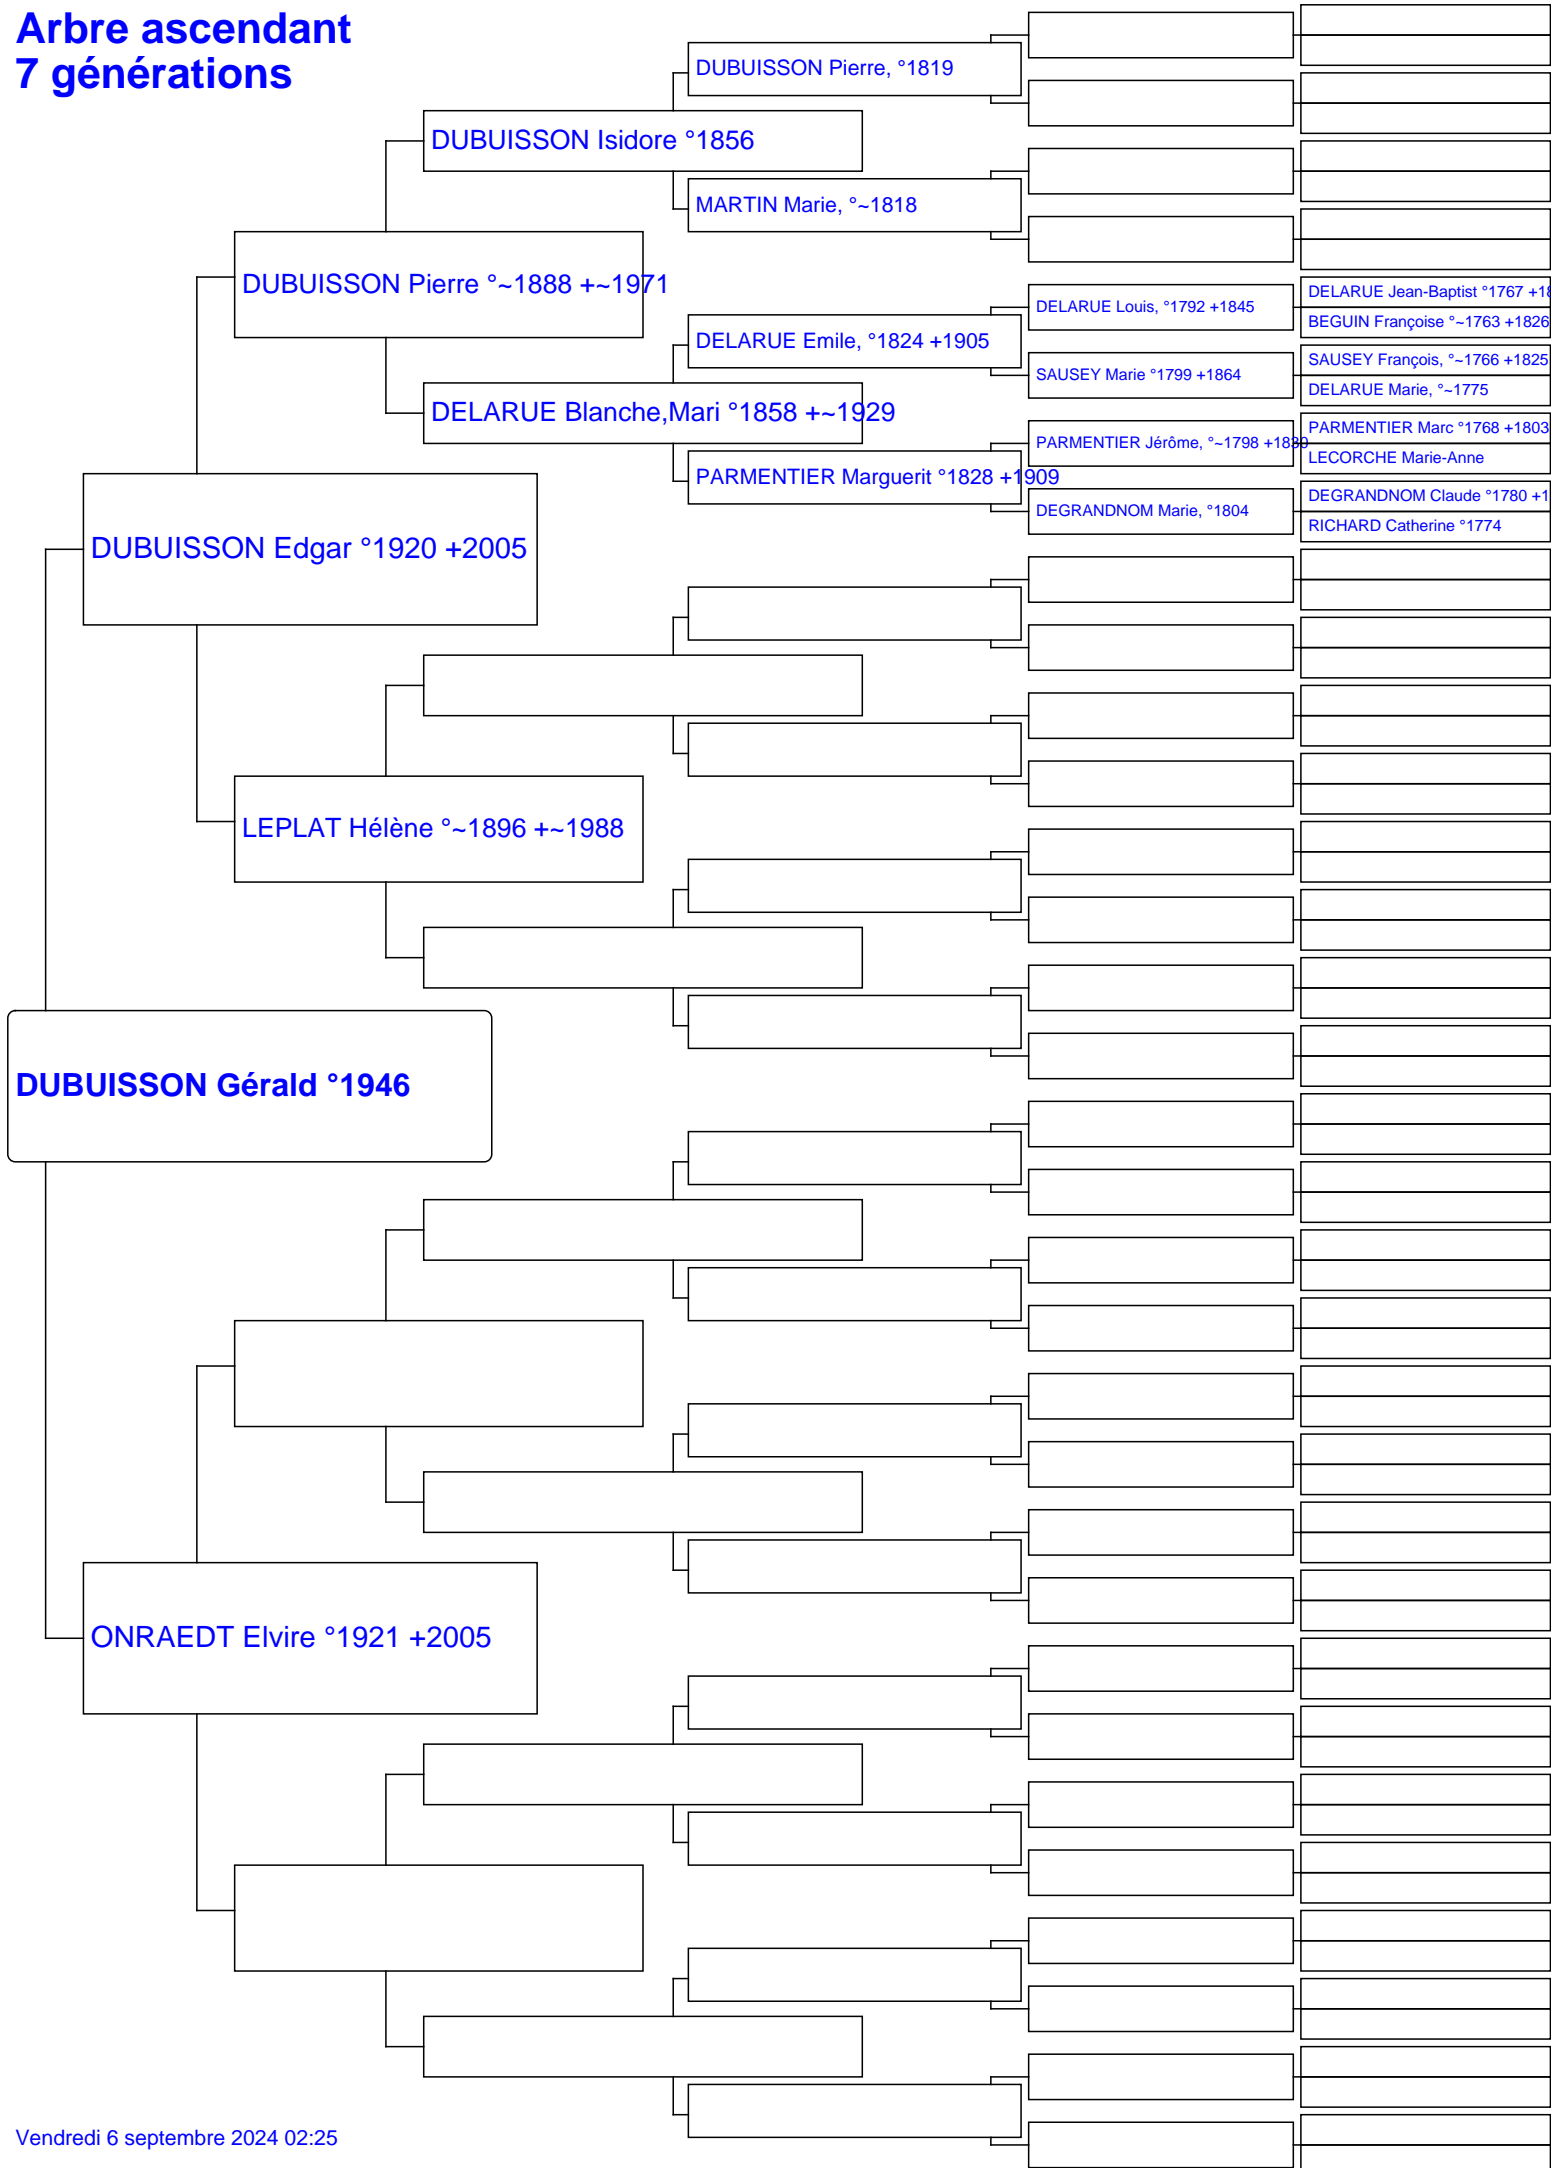 Arbre ascendant
7 générations
DUBUISSON Pierre, °1819
DUBUISSON Isidore °1856
MARTIN Marie, °~1818
DUBUISSON Pierre °~1888 +~1971
DELARUE Jean-Baptist °1767 +18
DELARUE Louis, °1792 +1845
BEGUIN Françoise °~1763 +1826
DELARUE Emile, °1824 +1905
SAUSEY François, °~1766 +1825
SAUSEY Marie °1799 +1864
DELARUE Marie, °~1775
DELARUE Blanche,Mari °1858 +~1929
PARMENTIER Marc °1768 +1803
PARMENTIER Jérôme, °~1798 +1839
LECORCHE Marie-Anne
PARMENTIER Marguerit °1828 +1909
DEGRANDNOM Claude °1780 +1
DEGRANDNOM Marie, °1804
RICHARD Catherine °1774
DUBUISSON Edgar °1920 +2005
LEPLAT Hélène °~1896 +~1988
DUBUISSON Gérald °1946
ONRAEDT Elvire °1921 +2005
Vendredi 6 septembre 2024 02:25